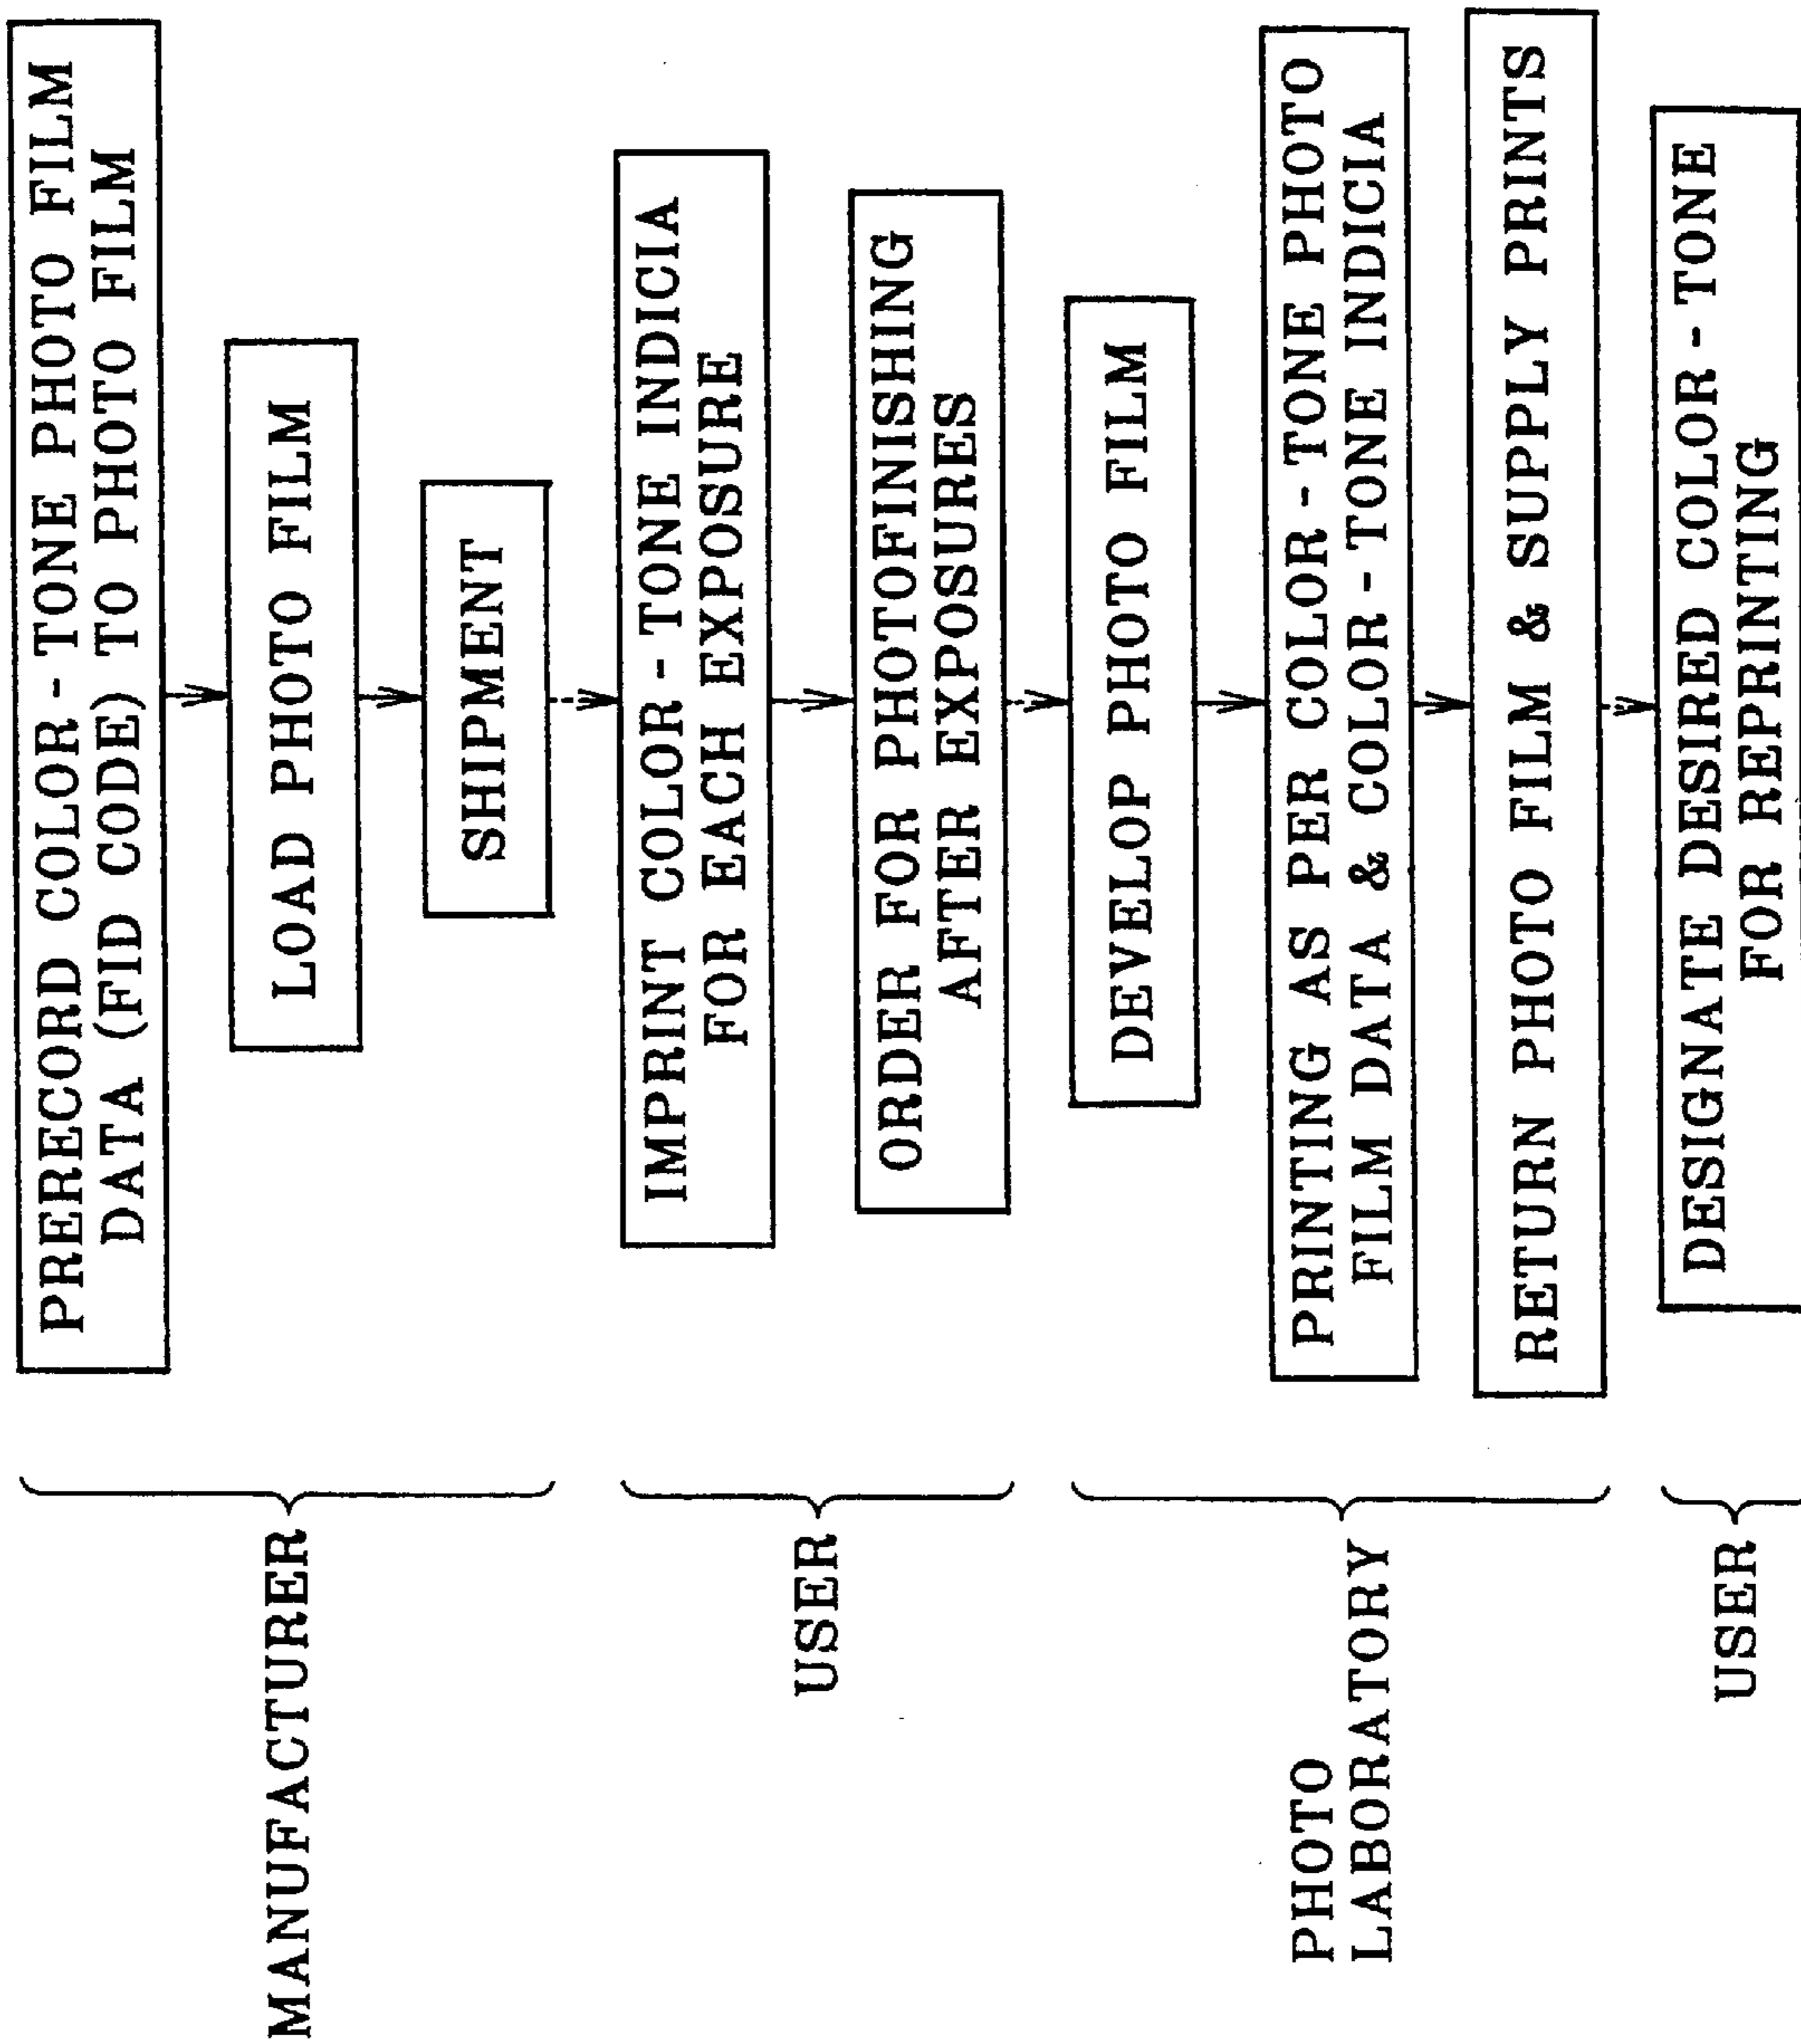 MANUFACTURER
PRERECORD COLOR-TONE PHOTO FILM
DATA (FID CODE) TO PHOTO FILM
LOAD PHOTO FILM
SHIPMENT
USER
IMPRINT COLOR-TONE INDICIA
FOR EACH EXPOSURE
ORDER FOR PHOTOFINISHING
AFTER EXPOSURES
PHOTO
LABORATORY
DEVELOP PHOTO FILM
PRINTING AS PER COLOR-TONE PHOTO
FILM DATA & COLOR-TONE INDICIA
RETURN PHOTO FILM & SUPPLY PRINTS
USER
DESIGNATE DESIRED COLOR-TONE
FOR REPRINTING